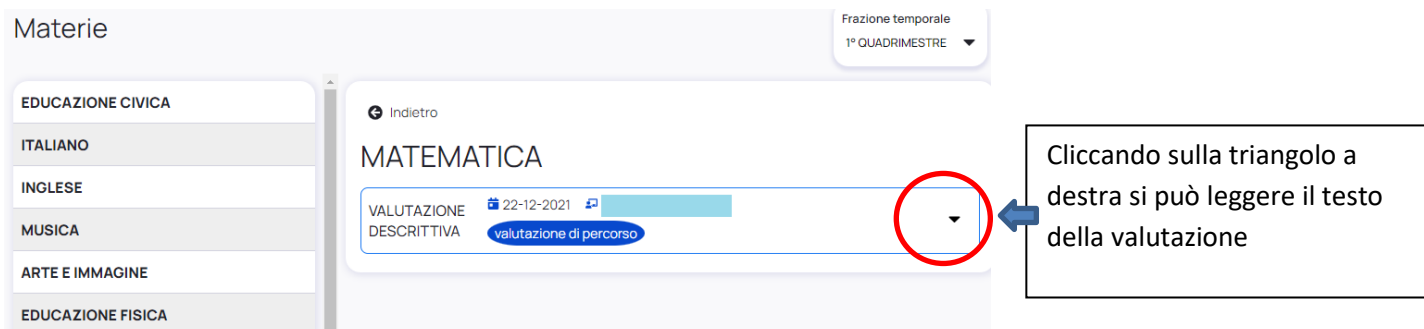 Materie
Frazione temporale
1° QUADRIMESTRE
EDUCAZIONE CIVICA
ITALIANO
INGLESE
MUSICA
ARTE E IMMAGINE
EDUCAZIONE FISICA
Indietro
MATEMATICA
VALUTAZIONE
DESCRITTIVA
22-12-2021
valutazione di percorso
Cliccando sulla triangolo a
destra si può leggere il testo
della valutazione